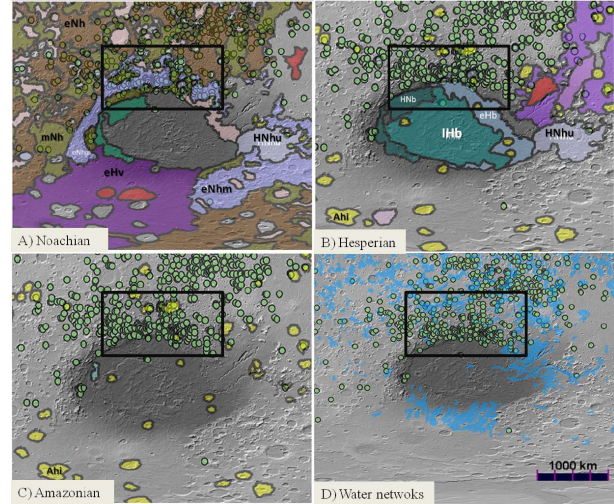 eNh
mNh
HNhu
eHv
eNhm
A) Noachian
HNb
eHb
lHb
HNhu
Ahi
B) Hesperian
Ahi
C) Amazonian
1000 km
D) Water netwoks